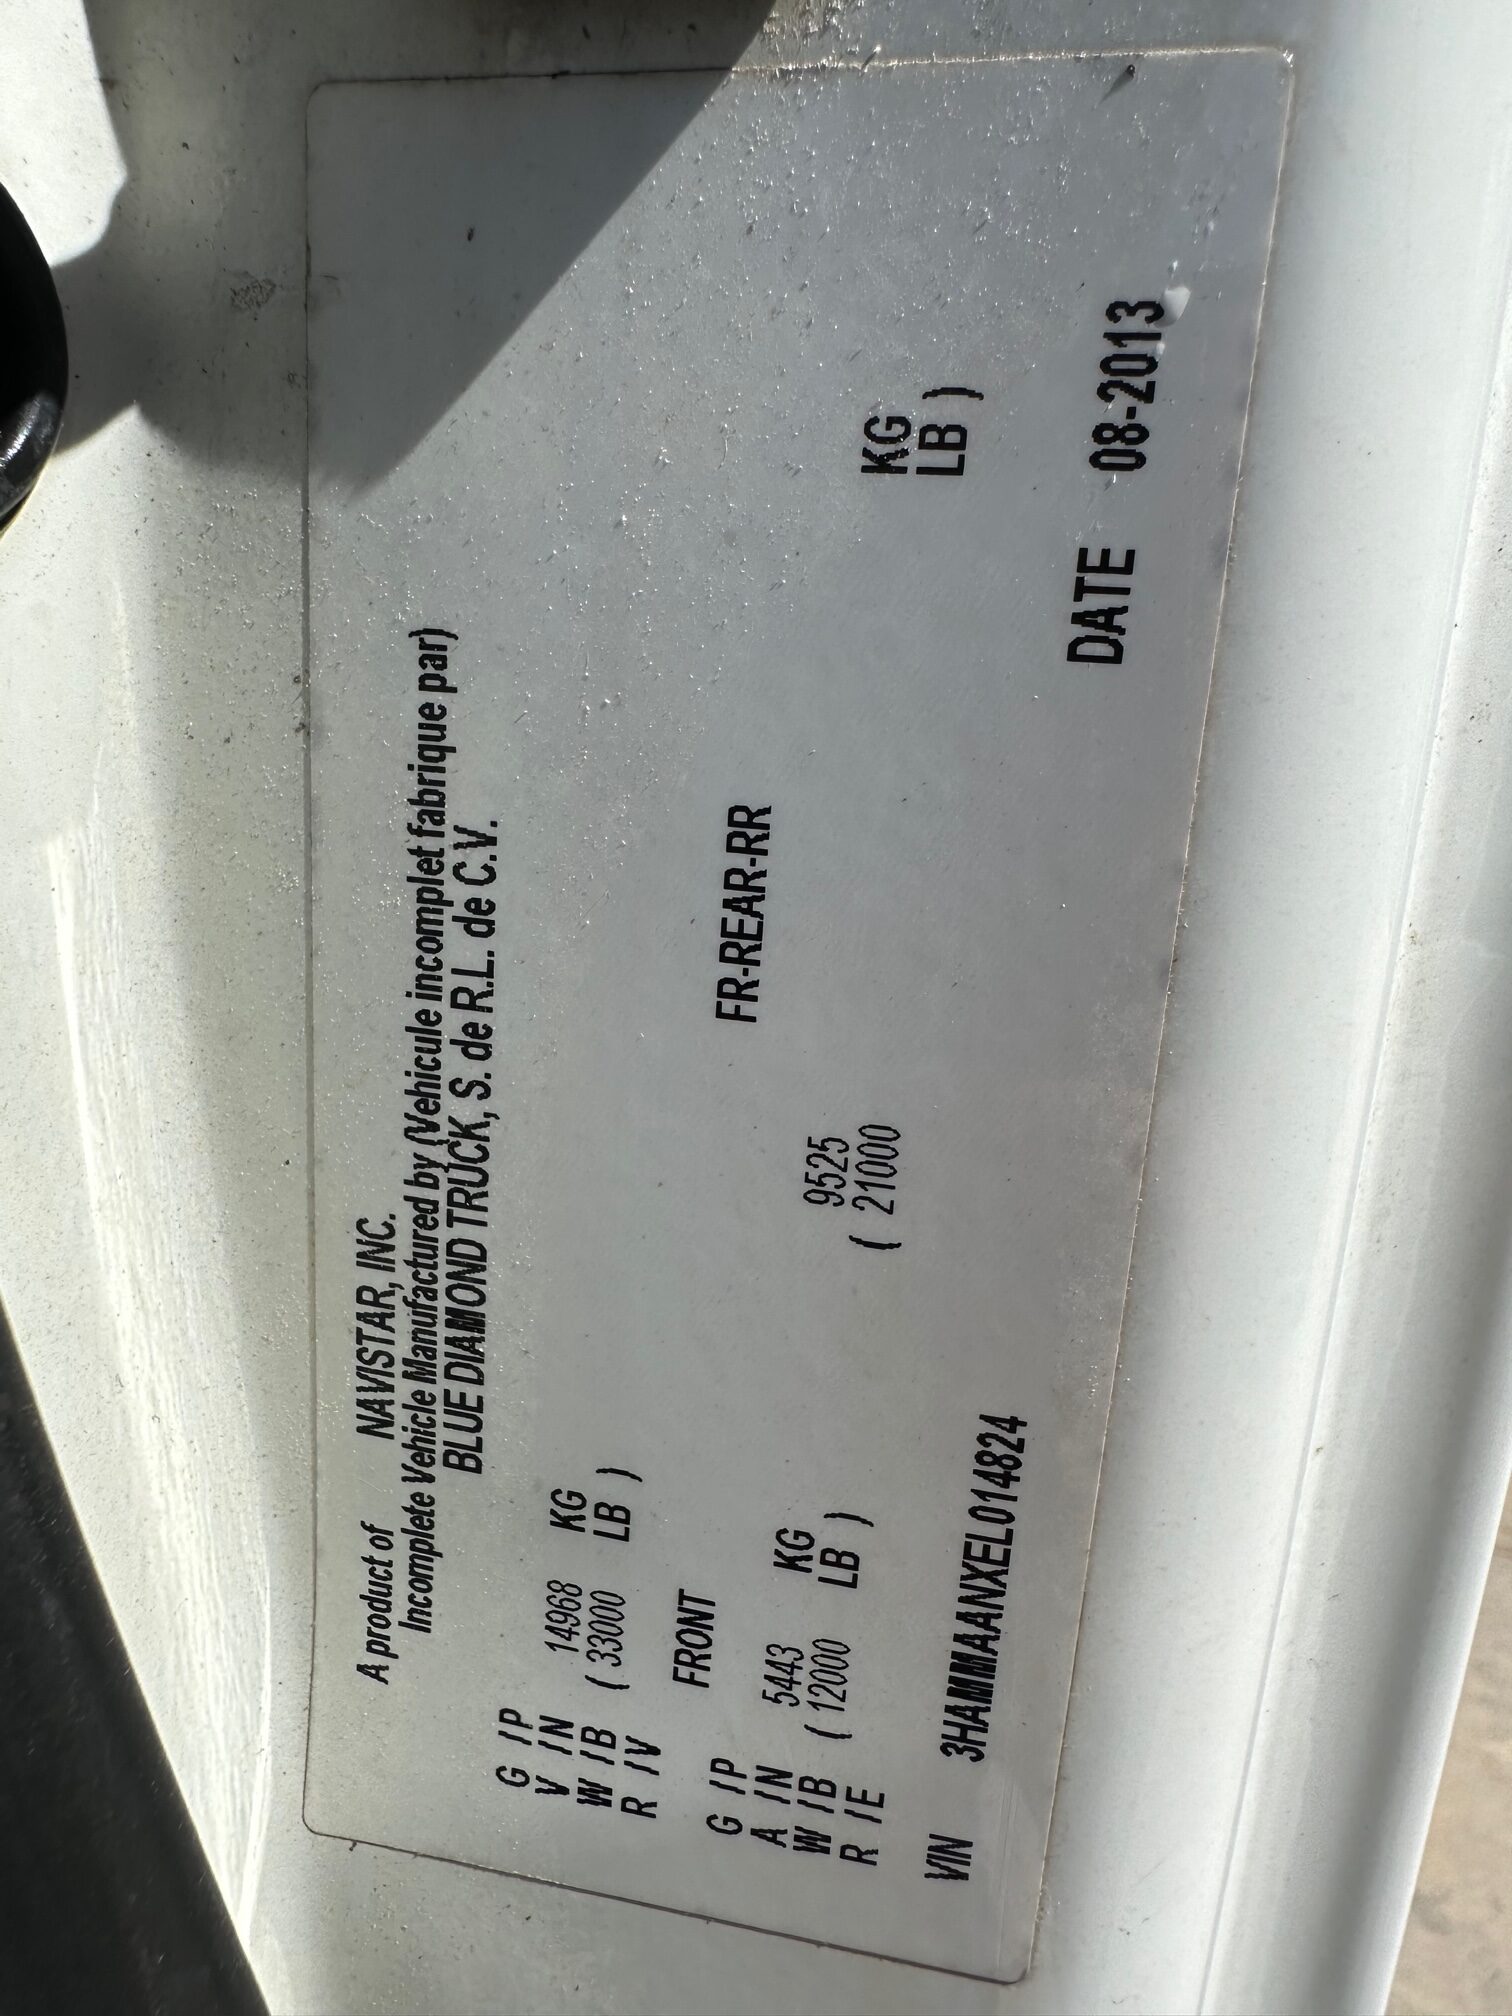 A product of NAVISTAR, INC.
Incomplete Vehicle Manufactured by (Vehicule incomplet fabrique par)
BLUE DIAMOND TRUCK, S. de R.L. de C.V.
G /P
V /N 14968 KG
W /B ( 33000 LB )
R /V
FRONT FR-REAR-RR
G /P
A /N 5443 KG 9525 KG
W /B ( 12000 LB ) ( 21000 LB )
R /E
VIN 3HAMMAANXEL014824 DATE 08-2013